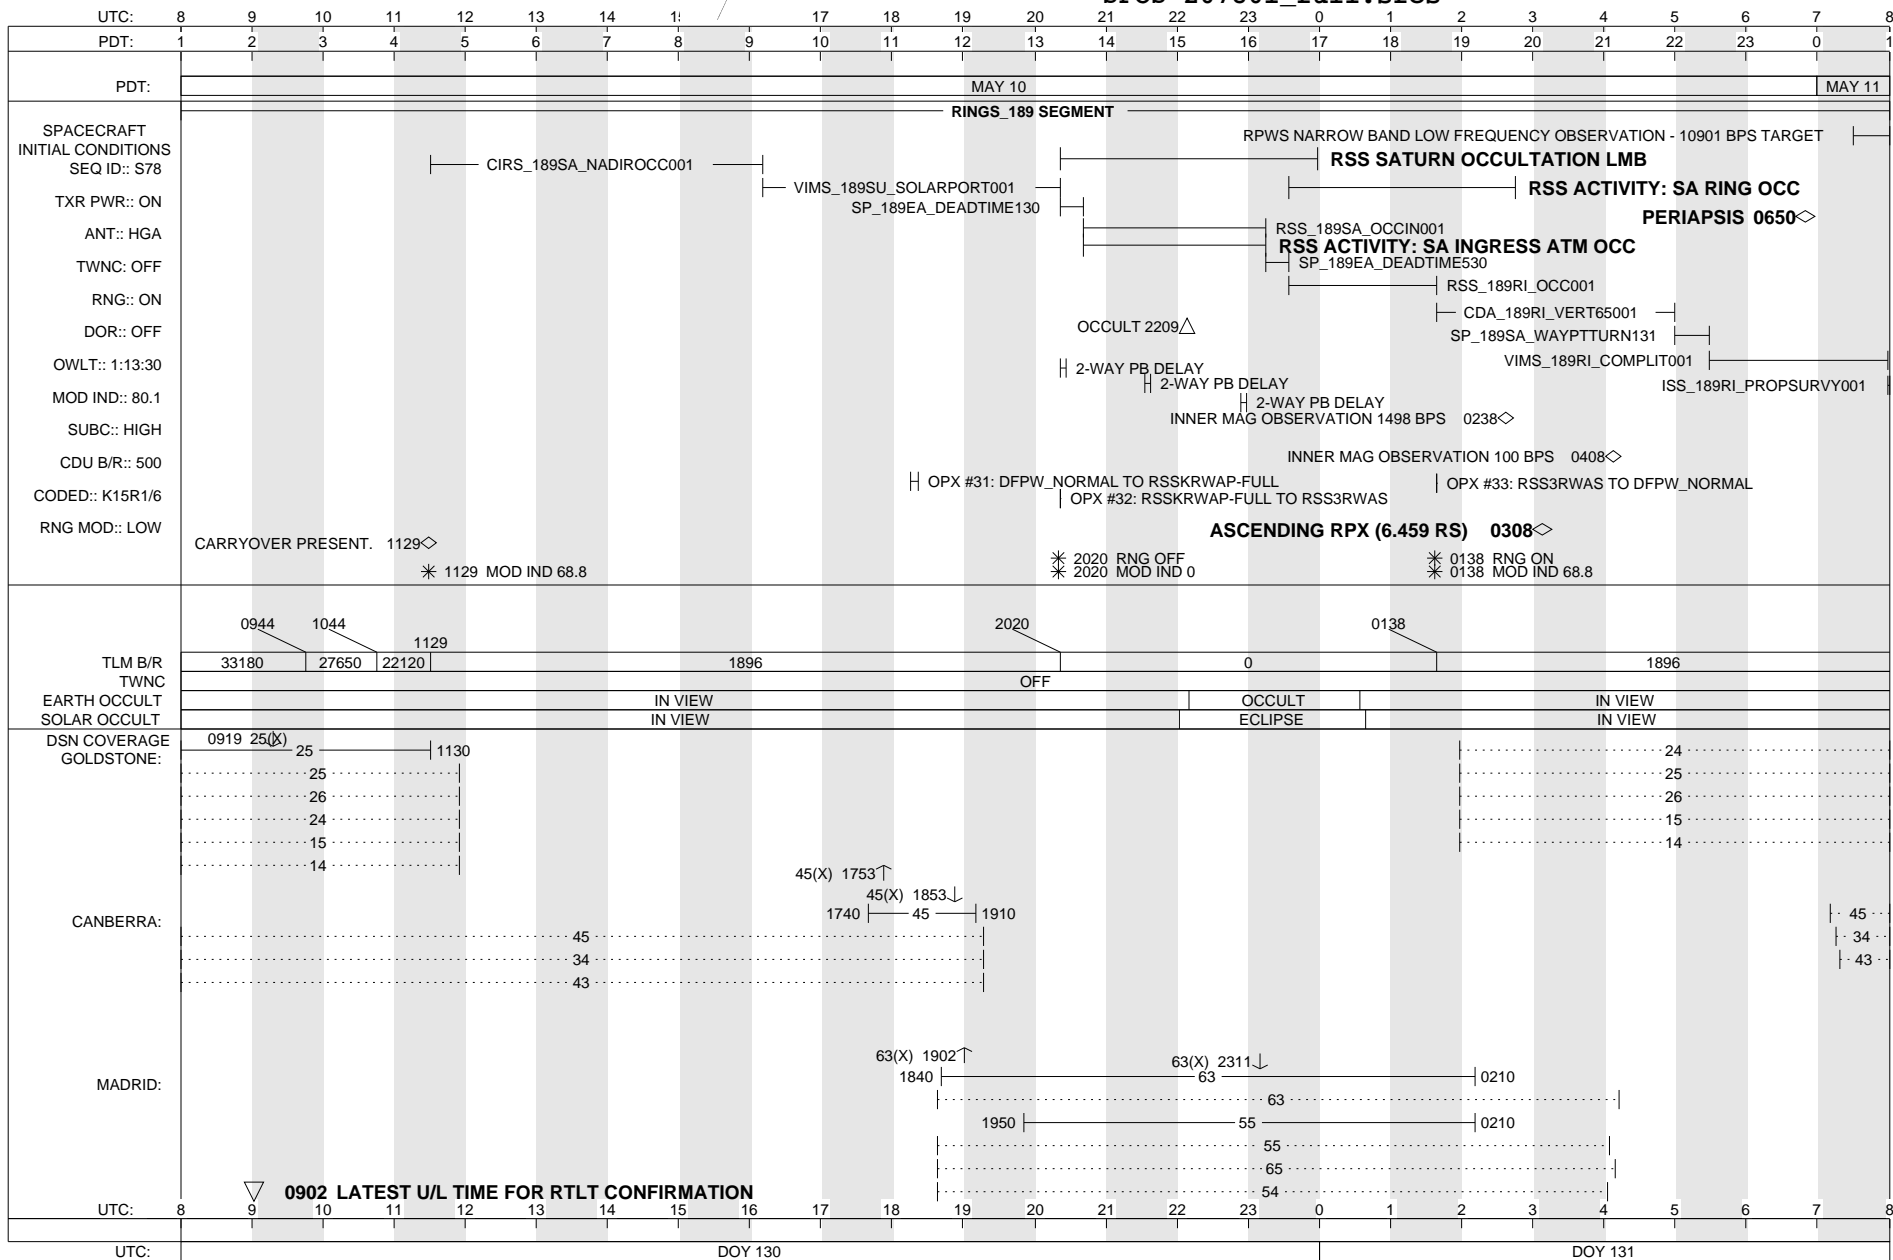 UTC: 8 9 10 11 12 13 14 17 18 19 20 21 22 23 0 1 2 3 4 5 6 7 8
PDT: 1 2 3 4 5 6 7 8 9 10 11 12 13 14 15 16 17 18 19 20 21 22 23 0 1
PDT: MAY 10 MAY 11
RINGS_189 SEGMENT
SPACECRAFT
INITIAL CONDITIONS
RPWS NARROW BAND LOW FREQUENCY OBSERVATION - 10901 BPS TARGET
SEQ ID:: S78
CIRS_189SA_NADIROCC001
RSS SATURN OCCULTATION LMB
VIMS_189SU_SOLARPORT001
RSS ACTIVITY: SA RING OCC
TXR PWR:: ON
SP_189EA_DEADTIME130
PERIAPSIS 0650
ANT:: HGA
RSS_189SA_OCCIN001
RSS ACTIVITY: SA INGRESS ATM OCC
TWNC: OFF
SP_189EA_DEADTIME530
RSS_189RI_OCC001
RNG:: ON
CDA_189RI_VERT65001
DOR:: OFF
OCCULT 2209
SP_189SA_WAYPTTURN131
OWLT:: 1:13:30
VIMS_189RI_COMPLIT001
2-WAY PB DELAY
2-WAY PB DELAY
ISS_189RI_PROPSURVY001
MOD IND:: 80.1
2-WAY PB DELAY
INNER MAG OBSERVATION 1498 BPS 0238
SUBC:: HIGH
INNER MAG OBSERVATION 100 BPS 0408
CDU B/R:: 500
OPX #31: DFPW_NORMAL TO RSSKRWAP-FULL
OPX #33: RSS3RWAS TO DFPW_NORMAL
CODED:: K15R1/6
OPX #32: RSSKRWAP-FULL TO RSS3RWAS
RNG MOD:: LOW
ASCENDING RPX (6.459 RS) 0308
CARRYOVER PRESENT. 1129
2020 RNG OFF
0138 RNG ON
1129 MOD IND 68.8
2020 MOD IND 0
0138 MOD IND 68.8
0944 1044 2020 0138
1129
TLM B/R 33180 27650 22120 1896 0 1896
TWNC OFF
EARTH OCCULT IN VIEW OCCULT IN VIEW
SOLAR OCCULT IN VIEW ECLIPSE IN VIEW
DSN COVERAGE 0919 25(X)
GOLDSTONE: 25 1130 24
25 25
26 26
24 15
15 14
14
45(X) 1753
45(X) 1853
CANBERRA: 1740 45 1910 45
45 34
34 43
43
63(X) 1902 63(X) 2311
MADRID: 1840 63 0210
63
1950 55 0210
55
65
54
0902 LATEST U/L TIME FOR RTLT CONFIRMATION
UTC: 8 9 10 11 12 13 14 15 16 17 18 19 20 21 22 23 0 1 2 3 4 5 6 7 8
UTC: DOY 130 DOY 131